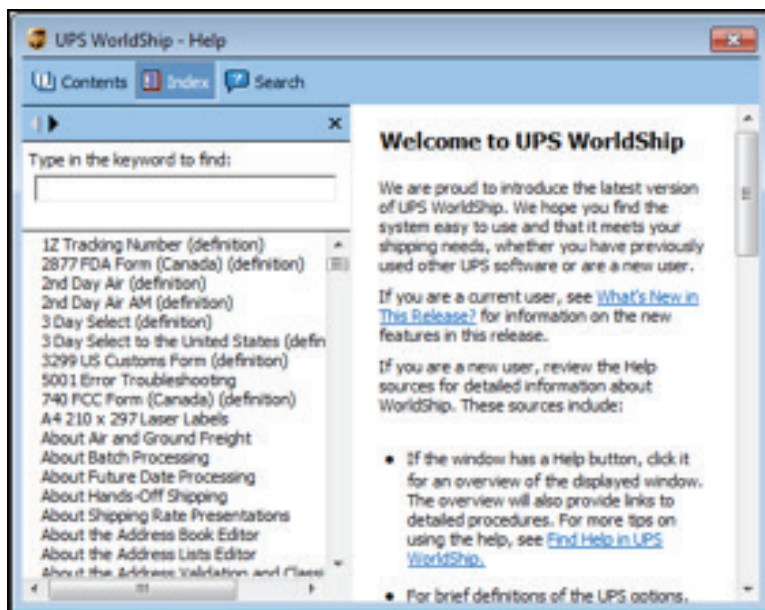 UPS WorldShip - Help
Contents
Index
Search
Type in the keyword to find:
1Z Tracking Number (definition)
2877 FDA Form (Canada) (definition)
2nd Day Air (definition)
2nd Day Air AM (definition)
3 Day Select (definition)
3 Day Select to the United States (defin
3299 US Customs Form (definition)
5001 Error Troubleshooting
740 FCC Form (Canada) (definition)
A4 210 x 297 Laser Labels
About Air and Ground Freight
About Batch Processing
About Future Date Processing
About Hands-Off Shipping
About Shipping Rate Presentations
About the Address Book Editor
About the Address Lists Editor
About the Address Validation and Classi
Welcome to UPS WorldShip
We are proud to introduce the latest version
of UPS WorldShip. We hope you find the
system easy to use and that it meets your
shipping needs, whether you have previously
used other UPS software or are a new user.
If you are a current user, see What's New in
This Release? for information on the new
features in this release.
If you are a new user, review the Help
sources for detailed information about
WorldShip. These sources include:
• If the window has a Help button, click it
for an overview of the displayed window.
The overview will also provide links to
detailed procedures. For more tips on
using the help, see Find Help in UPS
WorldShip.
• For brief definitions of the UPS options,